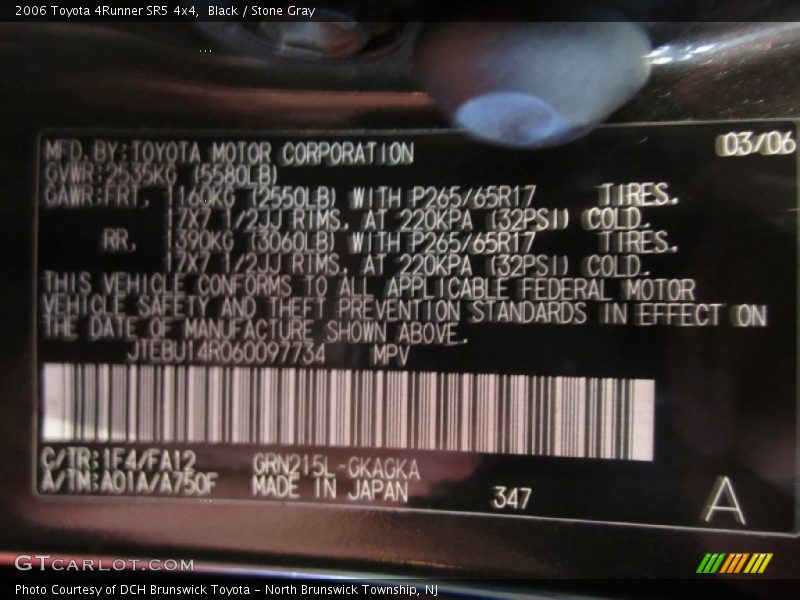 2006 Toyota 4Runner SR5 4x4, Black / Stone Gray
03/06
MFD. BY: TOYOTA MOTOR CORPORATION
GVWR: 2535KG (5580LB)
GAWR: FRT. 1160KG (2550LB) WITH P265/65R17 TIRES.
17X7 1/2JJ RIMS. AT 220KPA (32PSI) COLD.
RR. 1390KG (3060LB) WITH P265/65R17 TIRES.
17X7 1/2JJ RIMS. AT 220KPA (32PSI) COLD.
THIS VEHICLE CONFORMS TO ALL APPLICABLE FEDERAL MOTOR
VEHICLE SAFETY AND THEFT PREVENTION STANDARDS IN EFFECT ON
THE DATE OF MANUFACTURE SHOWN ABOVE.
JTEBU14R060097734 MPV
C/TR: 1F4/FA12 GRN215L-GKAGKA
A/TM: A01A/A750F MADE IN JAPAN 347
A
GTCARLOT.COM
Photo Courtesy of DCH Brunswick Toyota - North Brunswick Township, NJ